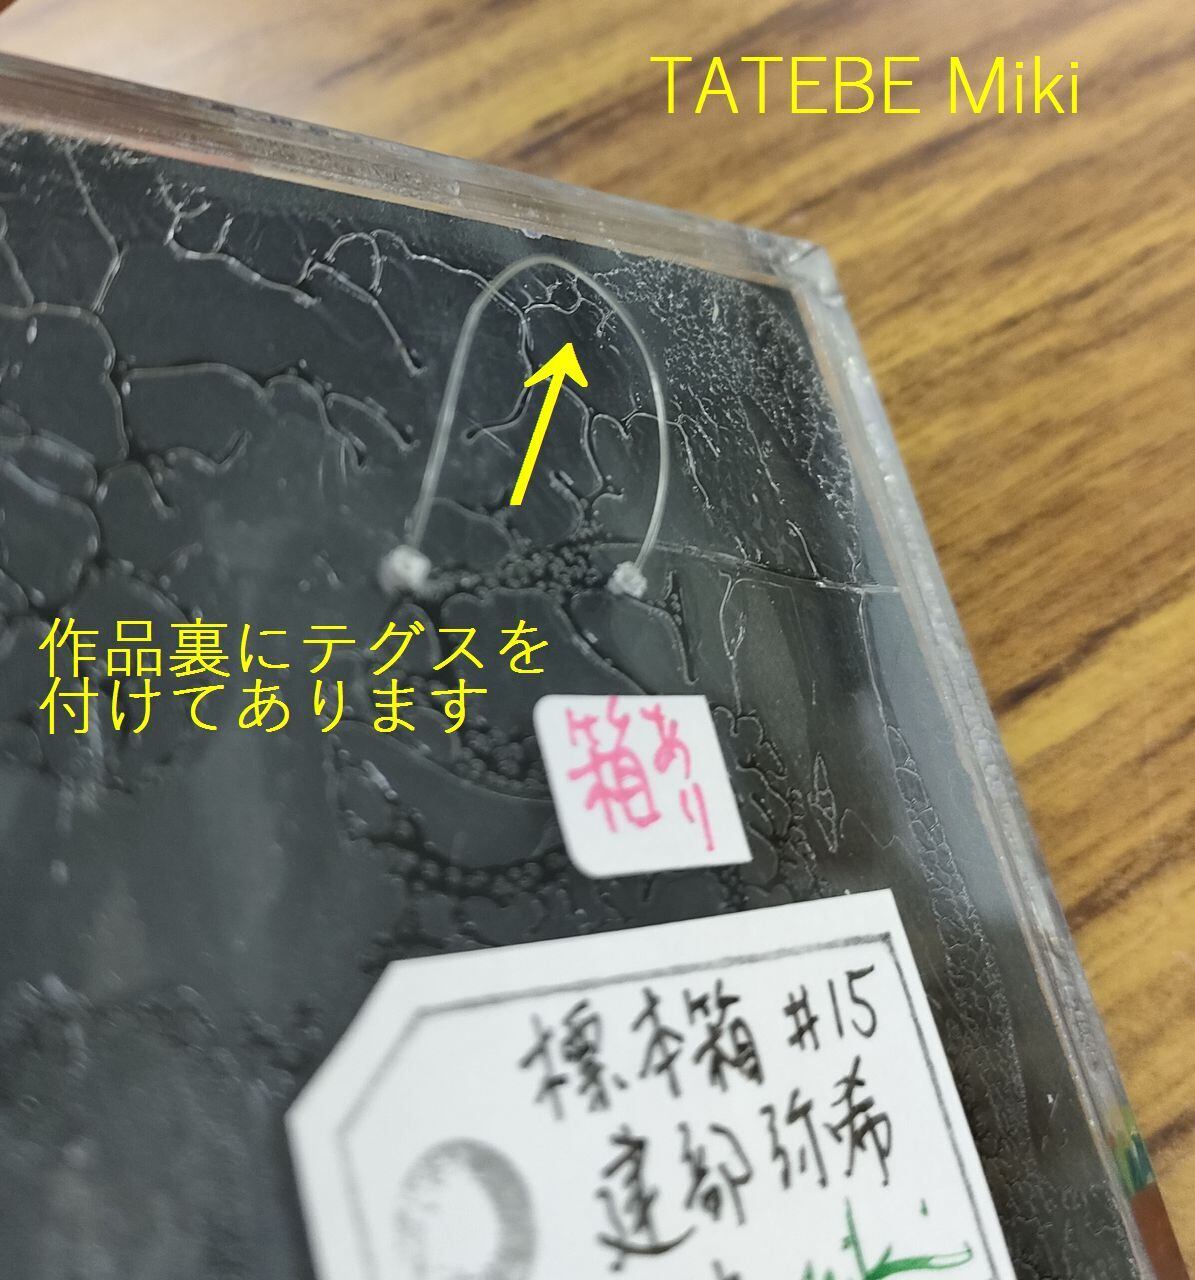 TATEBE Miki
作品裏にテグスを
付けてあります
箱あり
標本箱 #15
建部弥希